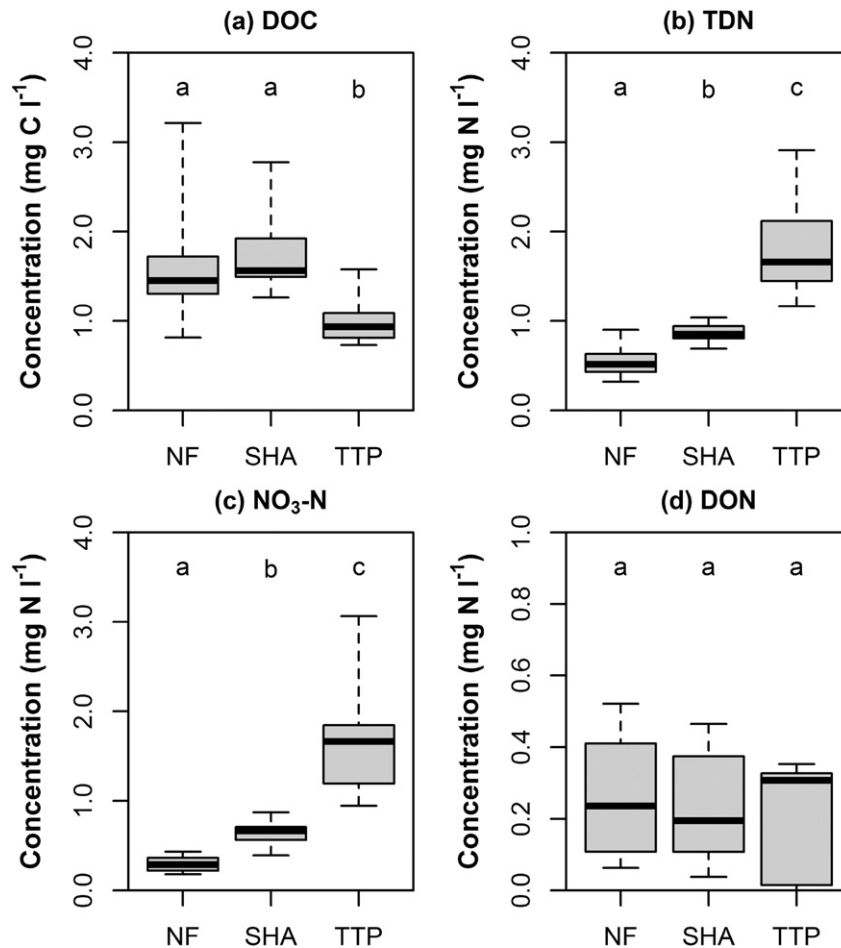 (a) DOC
Concentration (mg C l⁻¹)
4.0
3.0
2.0
1.0
0.0
a a b
NF SHA TTP
(b) TDN
Concentration (mg N l⁻¹)
4.0
3.0
2.0
1.0
0.0
a b c
NF SHA TTP
(c) NO₃-N
Concentration (mg N l⁻¹)
4.0
3.0
2.0
1.0
0.0
a b c
NF SHA TTP
(d) DON
Concentration (mg N l⁻¹)
1.0
0.8
0.6
0.4
0.2
0.0
a a a
NF SHA TTP